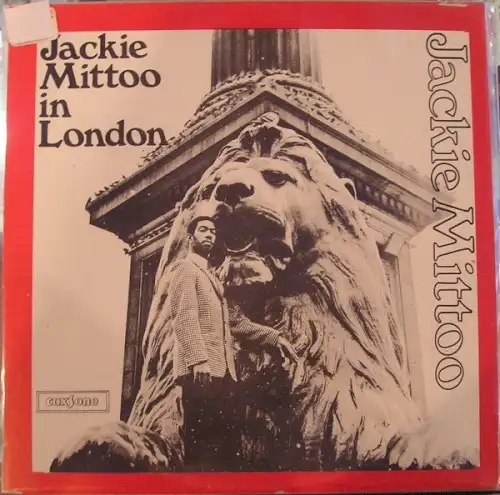 Jackie
Mittoo
in
London
Jackie Mittoo
coxsone